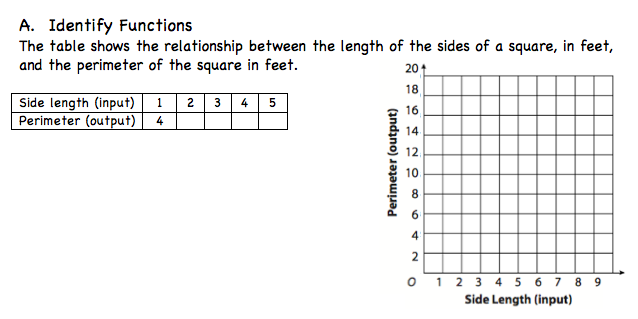 A. Identify Functions
The table shows the relationship between the length of the sides of a square, in feet,
and the perimeter of the square in feet.
Side length (input) 1 2 3 4 5
Perimeter (output) 4
Perimeter (output)
20
18
16
14
12
10
8
6
4
2
O 1 2 3 4 5 6 7 8 9
Side Length (input)